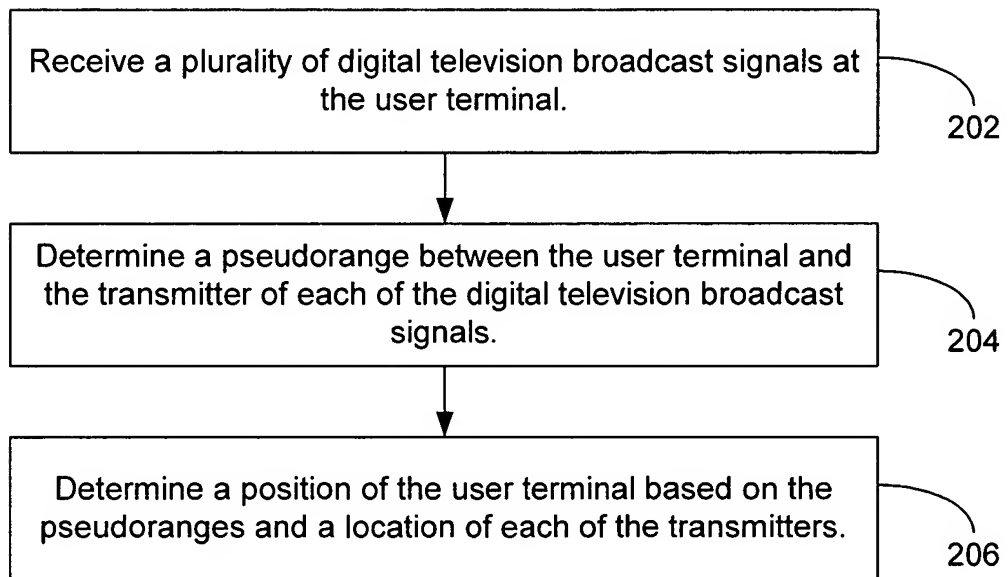 Receive a plurality of digital television broadcast signals at
the user terminal.
202
Determine a pseudorange between the user terminal and
the transmitter of each of the digital television broadcast
signals.
204
Determine a position of the user terminal based on the
pseudoranges and a location of each of the transmitters.
206